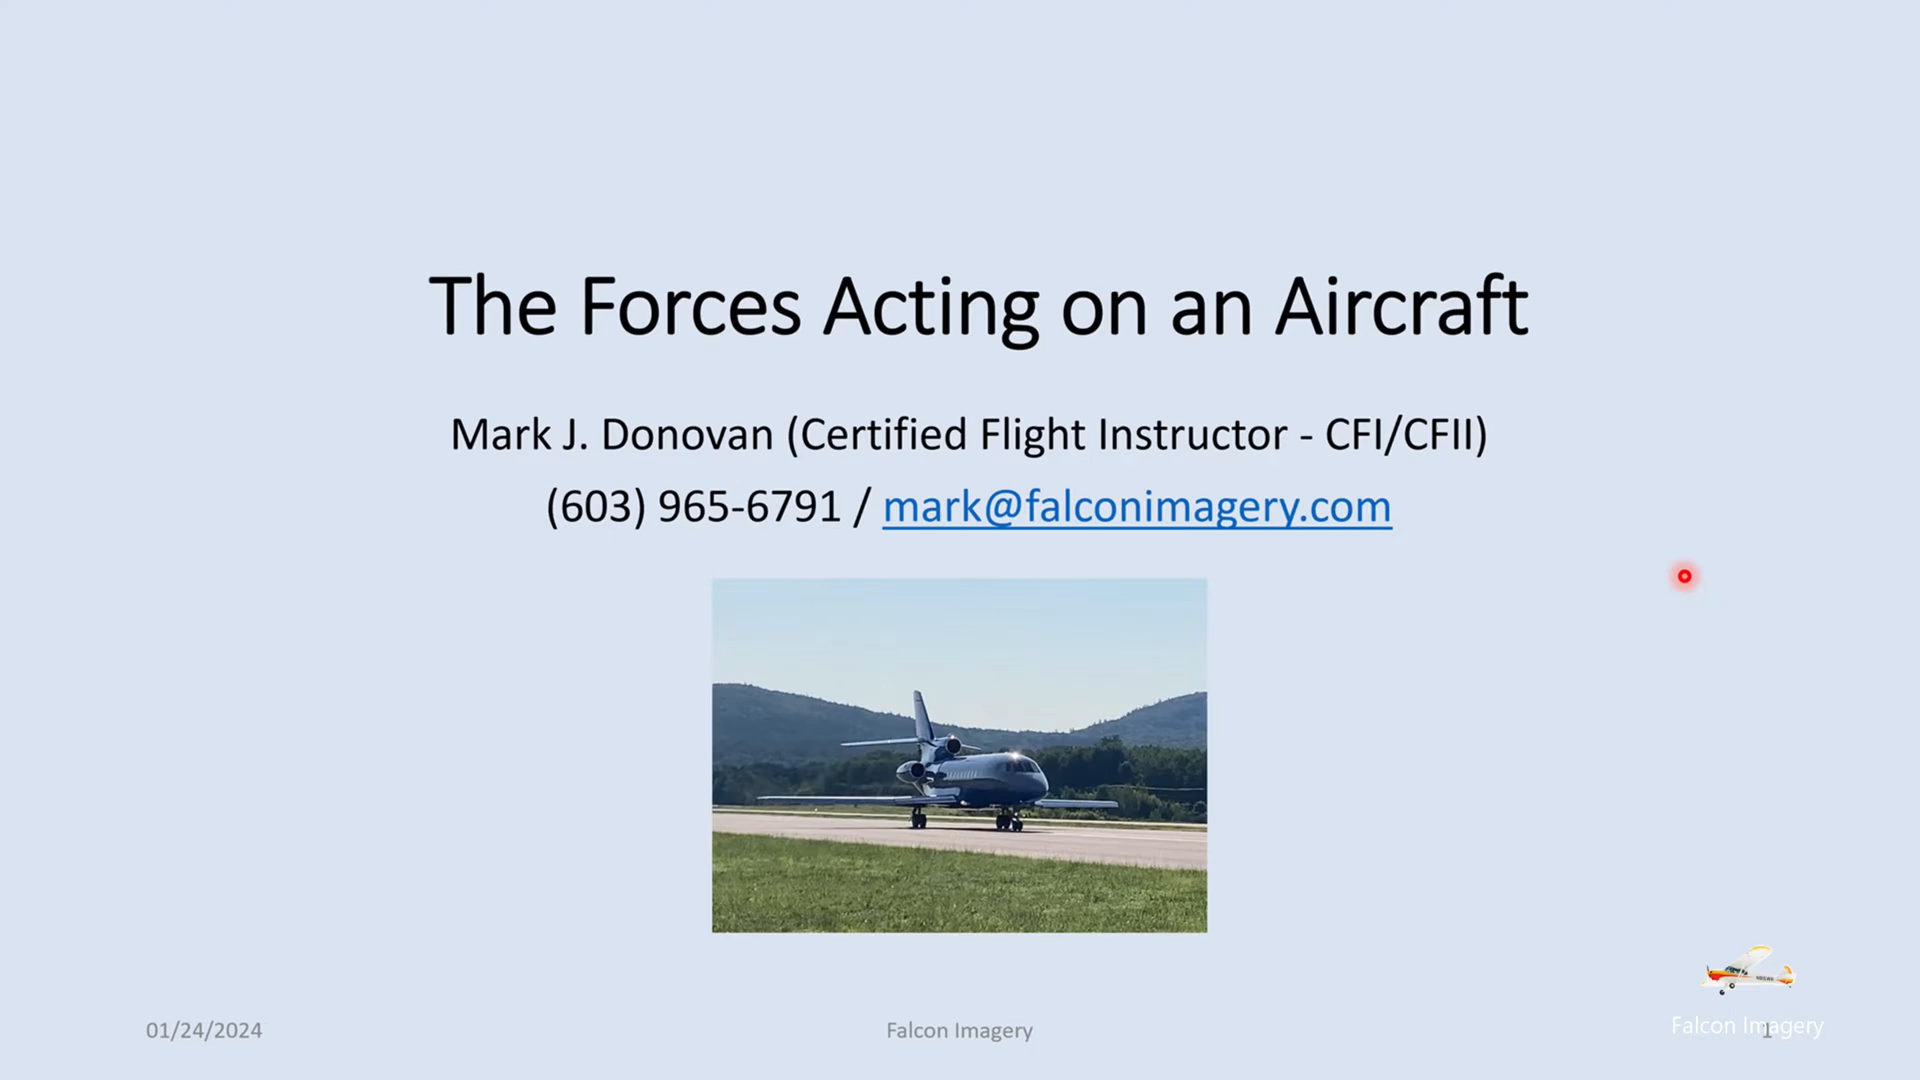 The Forces Acting on an Aircraft
Mark J. Donovan (Certified Flight Instructor - CFI/CFII)
(603) 965-6791 / mark@falconimagery.com
01/24/2024
Falcon Imagery
Falcon Imagery
1